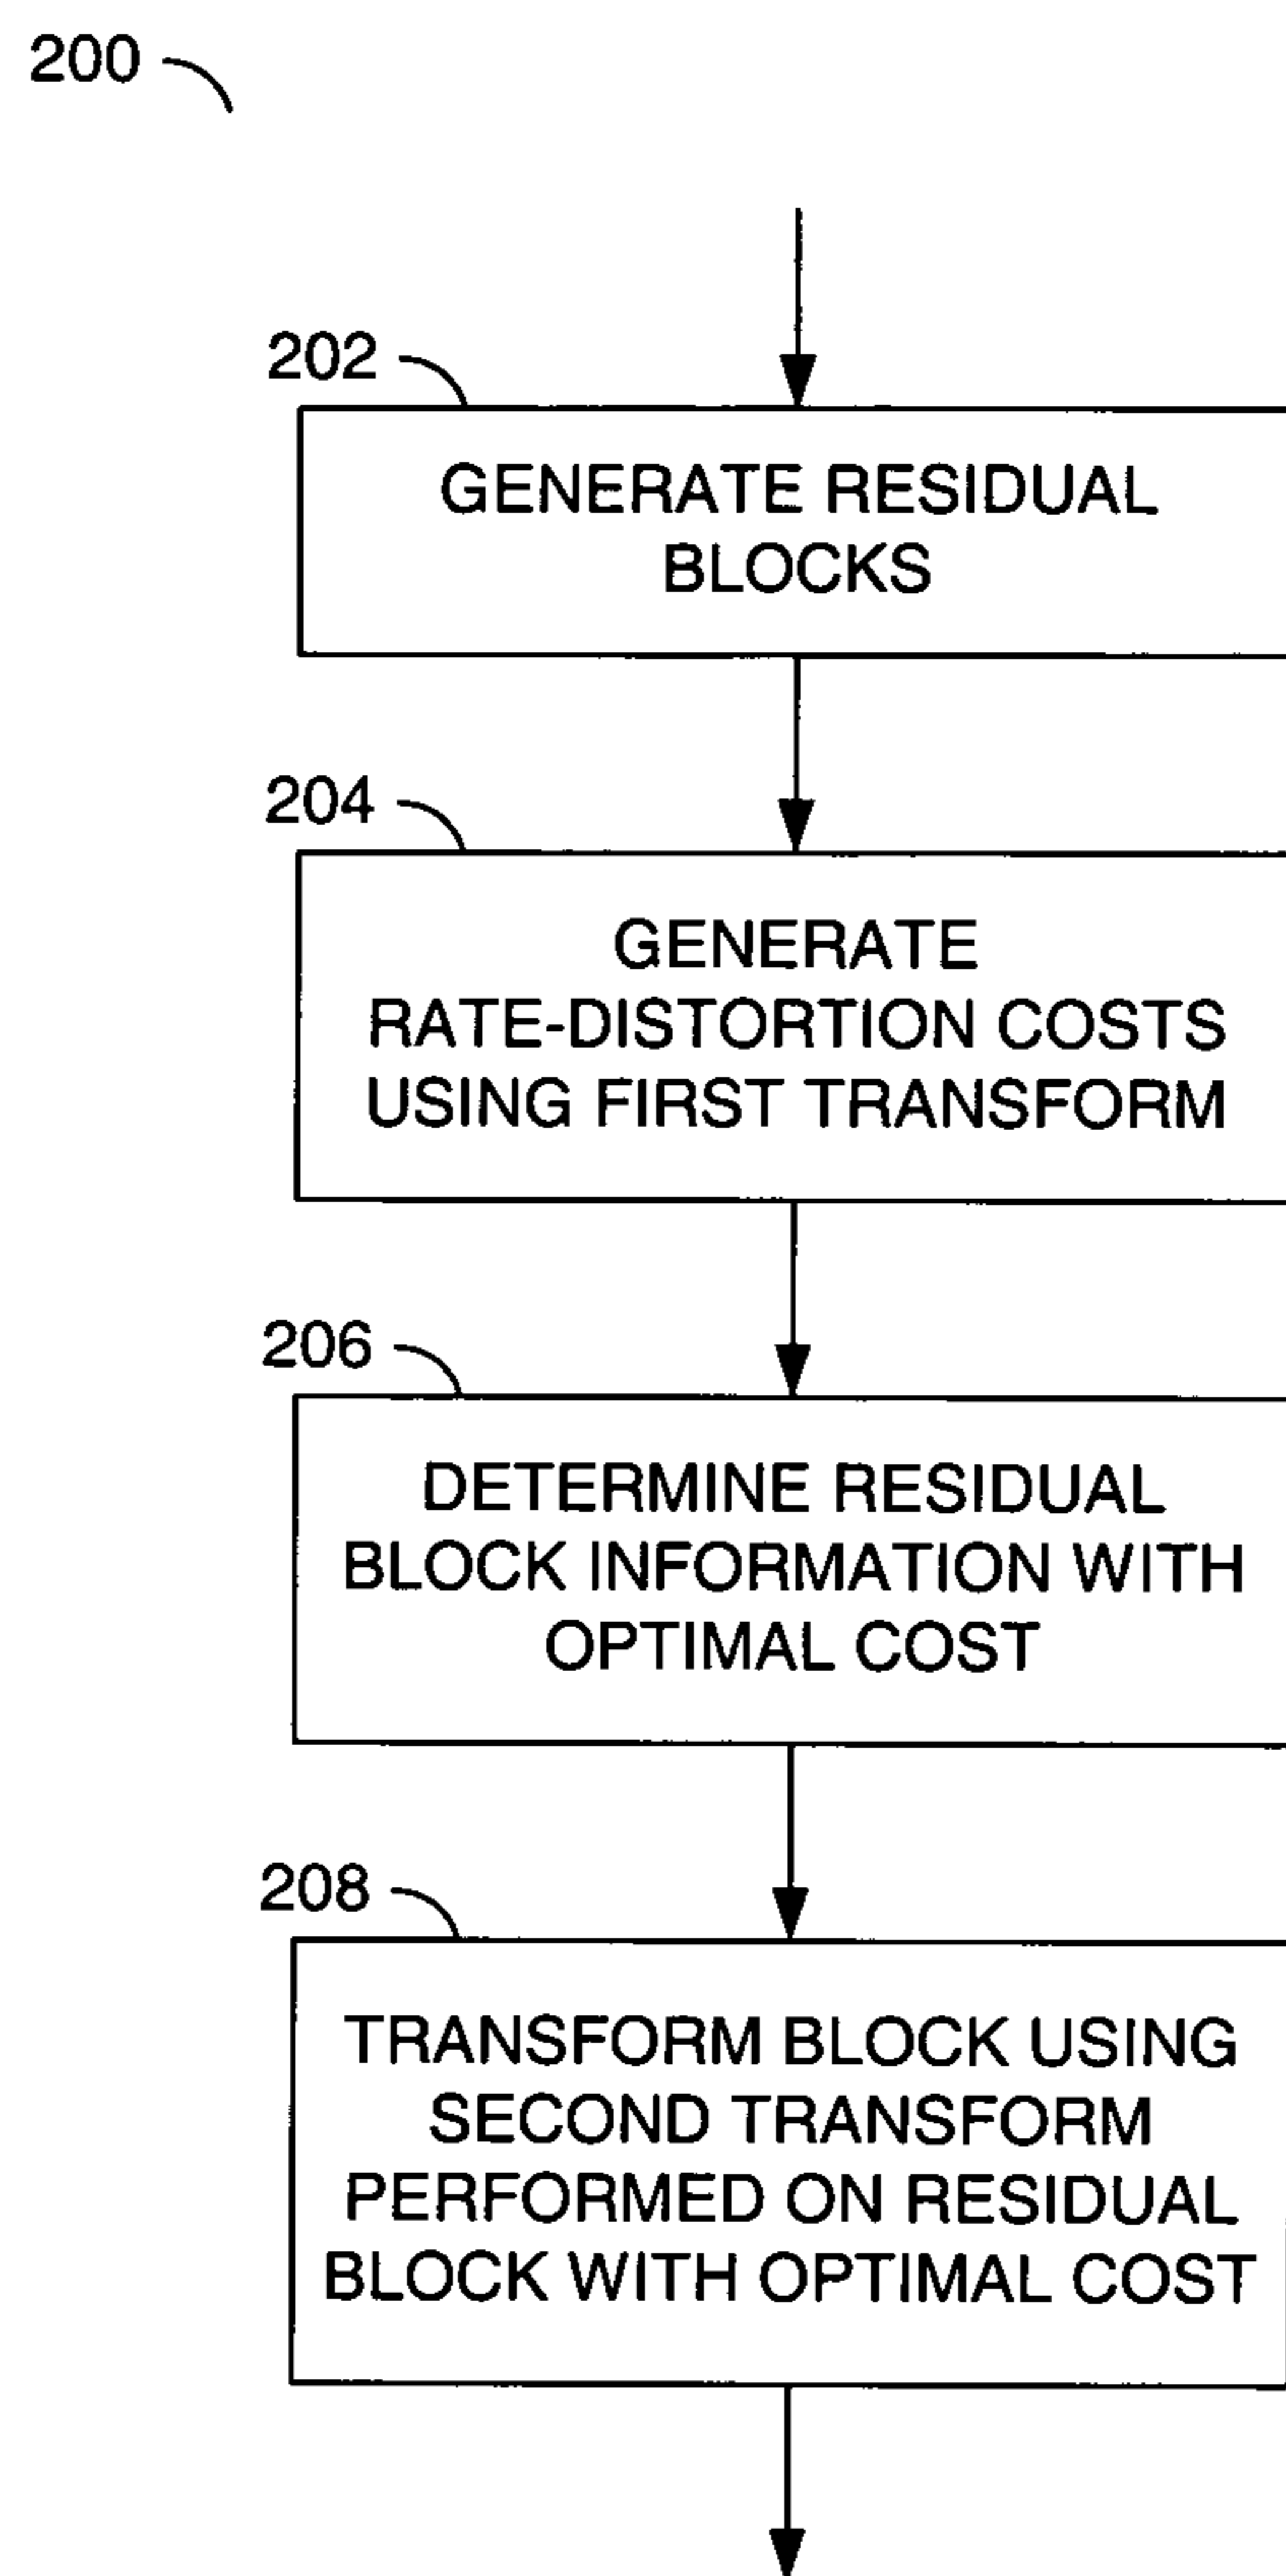 200
202
GENERATE RESIDUAL
BLOCKS
204
GENERATE
RATE-DISTORTION COSTS
USING FIRST TRANSFORM
206
DETERMINE RESIDUAL
BLOCK INFORMATION WITH
OPTIMAL COST
208
TRANSFORM BLOCK USING
SECOND TRANSFORM
PERFORMED ON RESIDUAL
BLOCK WITH OPTIMAL COST